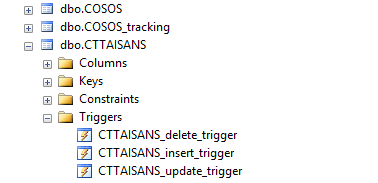 dbo.COSOS
dbo.COSOS_tracking
dbo.CTTAISANS
Columns
Keys
Constraints
Triggers
CTTAISANS_delete_trigger
CTTAISANS_insert_trigger
CTTAISANS_update_trigger